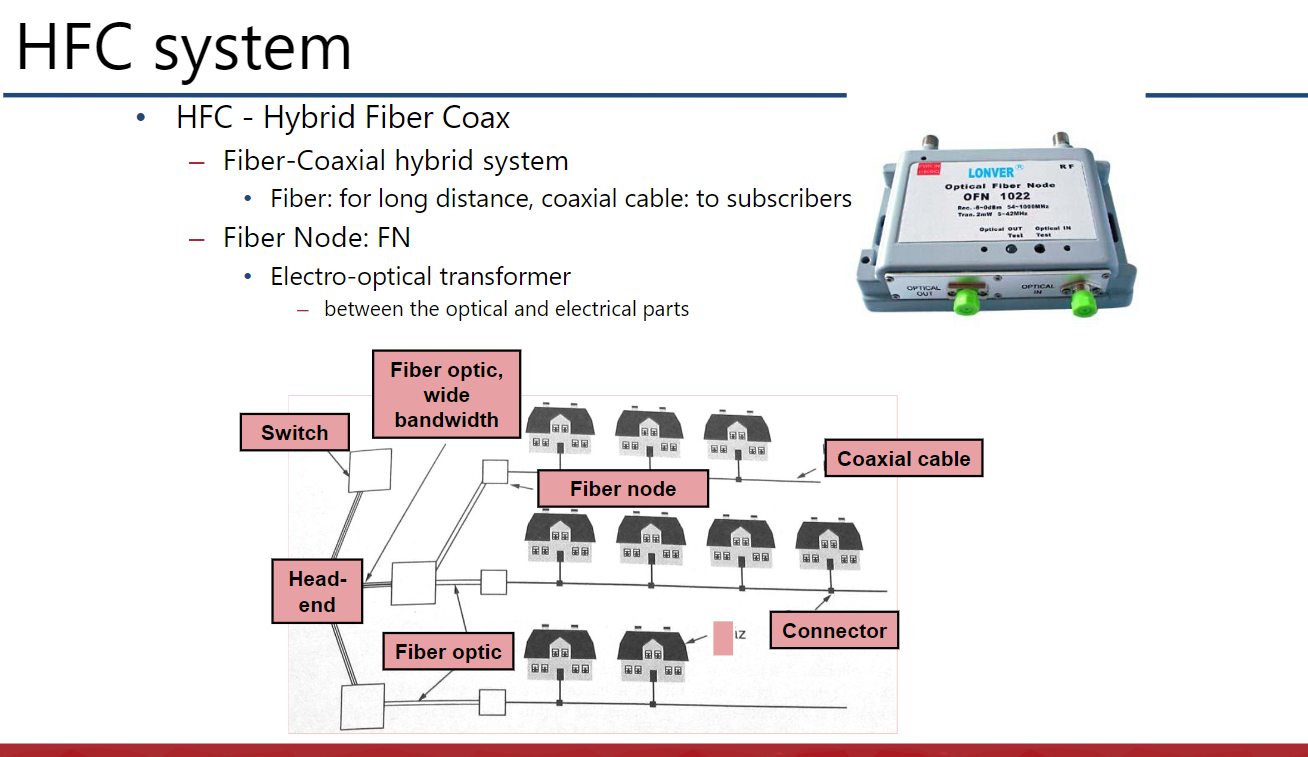 HFC system
• HFC - Hybrid Fiber Coax
– Fiber-Coaxial hybrid system
• Fiber: for long distance, coaxial cable: to subscribers
– Fiber Node: FN
• Electro-optical transformer
– between the optical and electrical parts
LONVER®
RF
Optical Fiber Node
OFN 1022
Rec. -8~0dBm 54~1000MHz
Tran. 2mW 5~42MHz
Optical OUT Test
Optical IN Test
OPTICAL OUT
OPTICAL IN
Fiber optic,
wide
bandwidth
Switch
Coaxial cable
Fiber node
Head-
end
Connector
Fiber optic